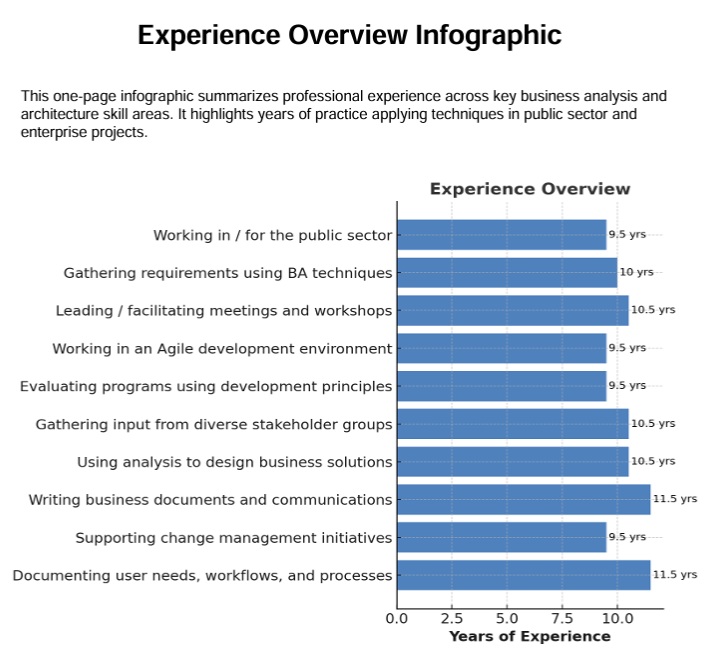 Experience Overview Infographic
This one-page infographic summarizes professional experience across key business analysis and
architecture skill areas. It highlights years of practice applying techniques in public sector and
enterprise projects.
Experience Overview
Working in / for the public sector 9.5 yrs
Gathering requirements using BA techniques 10 yrs
Leading / facilitating meetings and workshops 10.5 yrs
Working in an Agile development environment 9.5 yrs
Evaluating programs using development principles 9.5 yrs
Gathering input from diverse stakeholder groups 10.5 yrs
Using analysis to design business solutions 10.5 yrs
Writing business documents and communications 11.5 yrs
Supporting change management initiatives 9.5 yrs
Documenting user needs, workflows, and processes 11.5 yrs
0.0 2.5 5.0 7.5 10.0
Years of Experience